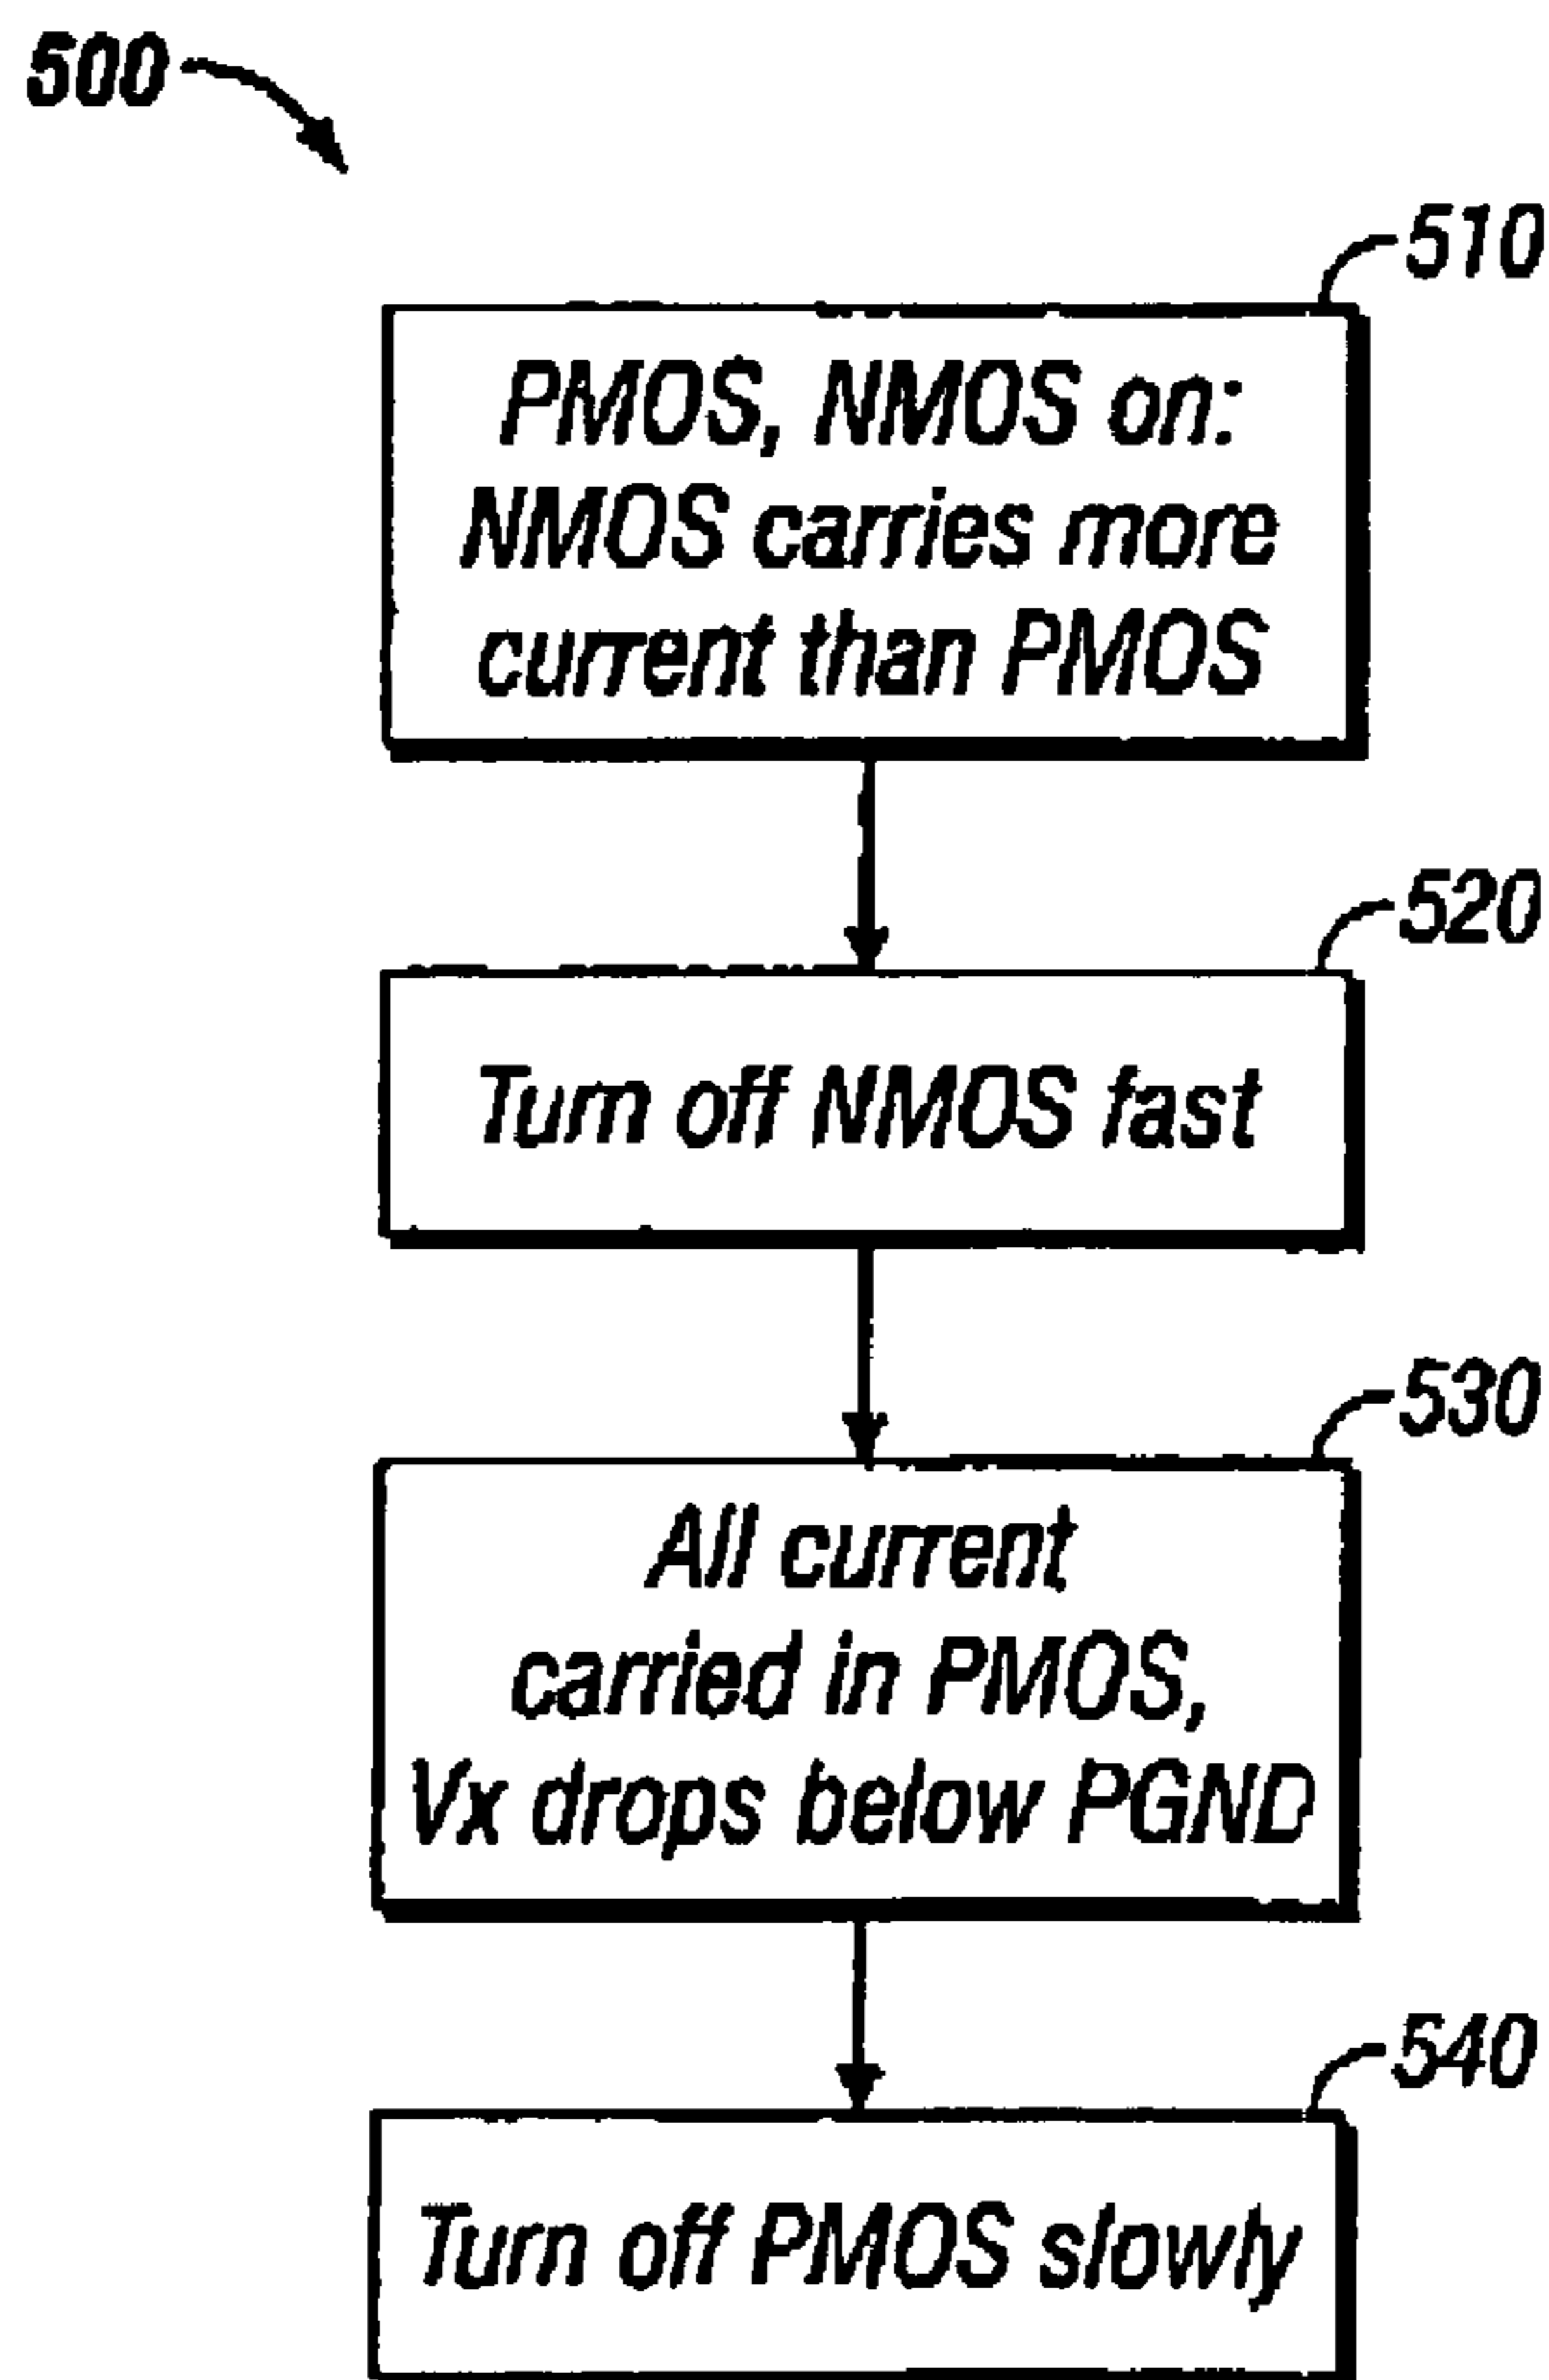 500
510
PMOS, NMOS on:
NMOS carries more
current than PMOS
520
Turn off NMOS fast
530
All current
carried in PMOS,
Vx drops below PGND
540
Turn off PMOS slowly